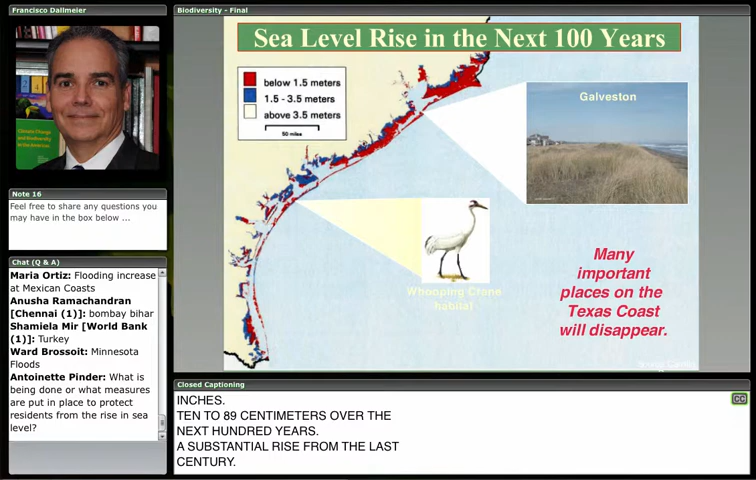 Francisco Dallmeier
Biodiversity - Final
Sea Level Rise in the Next 100 Years
below 1.5 meters
1.5 - 3.5 meters
above 3.5 meters
50 miles
Galveston
Whooping Crane
habitat
Many
important
places on the
Texas Coast
will disappear.
Note 16
Feel free to share any questions you
may have in the box below ...
Chat (Q & A)
Maria Ortiz: Flooding increase
at Mexican Coasts
Anusha Ramachandran
[Chennai (1)]: bombay bihar
Shamiela Mir [World Bank
(1)]: Turkey
Ward Brossoit: Minnesota
Floods
Antoinette Pinder: What is
being done or what measures
are put in place to protect
residents from the rise in sea
level?
Closed Captioning
CC
INCHES.
TEN TO 89 CENTIMETERS OVER THE
NEXT HUNDRED YEARS.
A SUBSTANTIAL RISE FROM THE LAST
CENTURY.